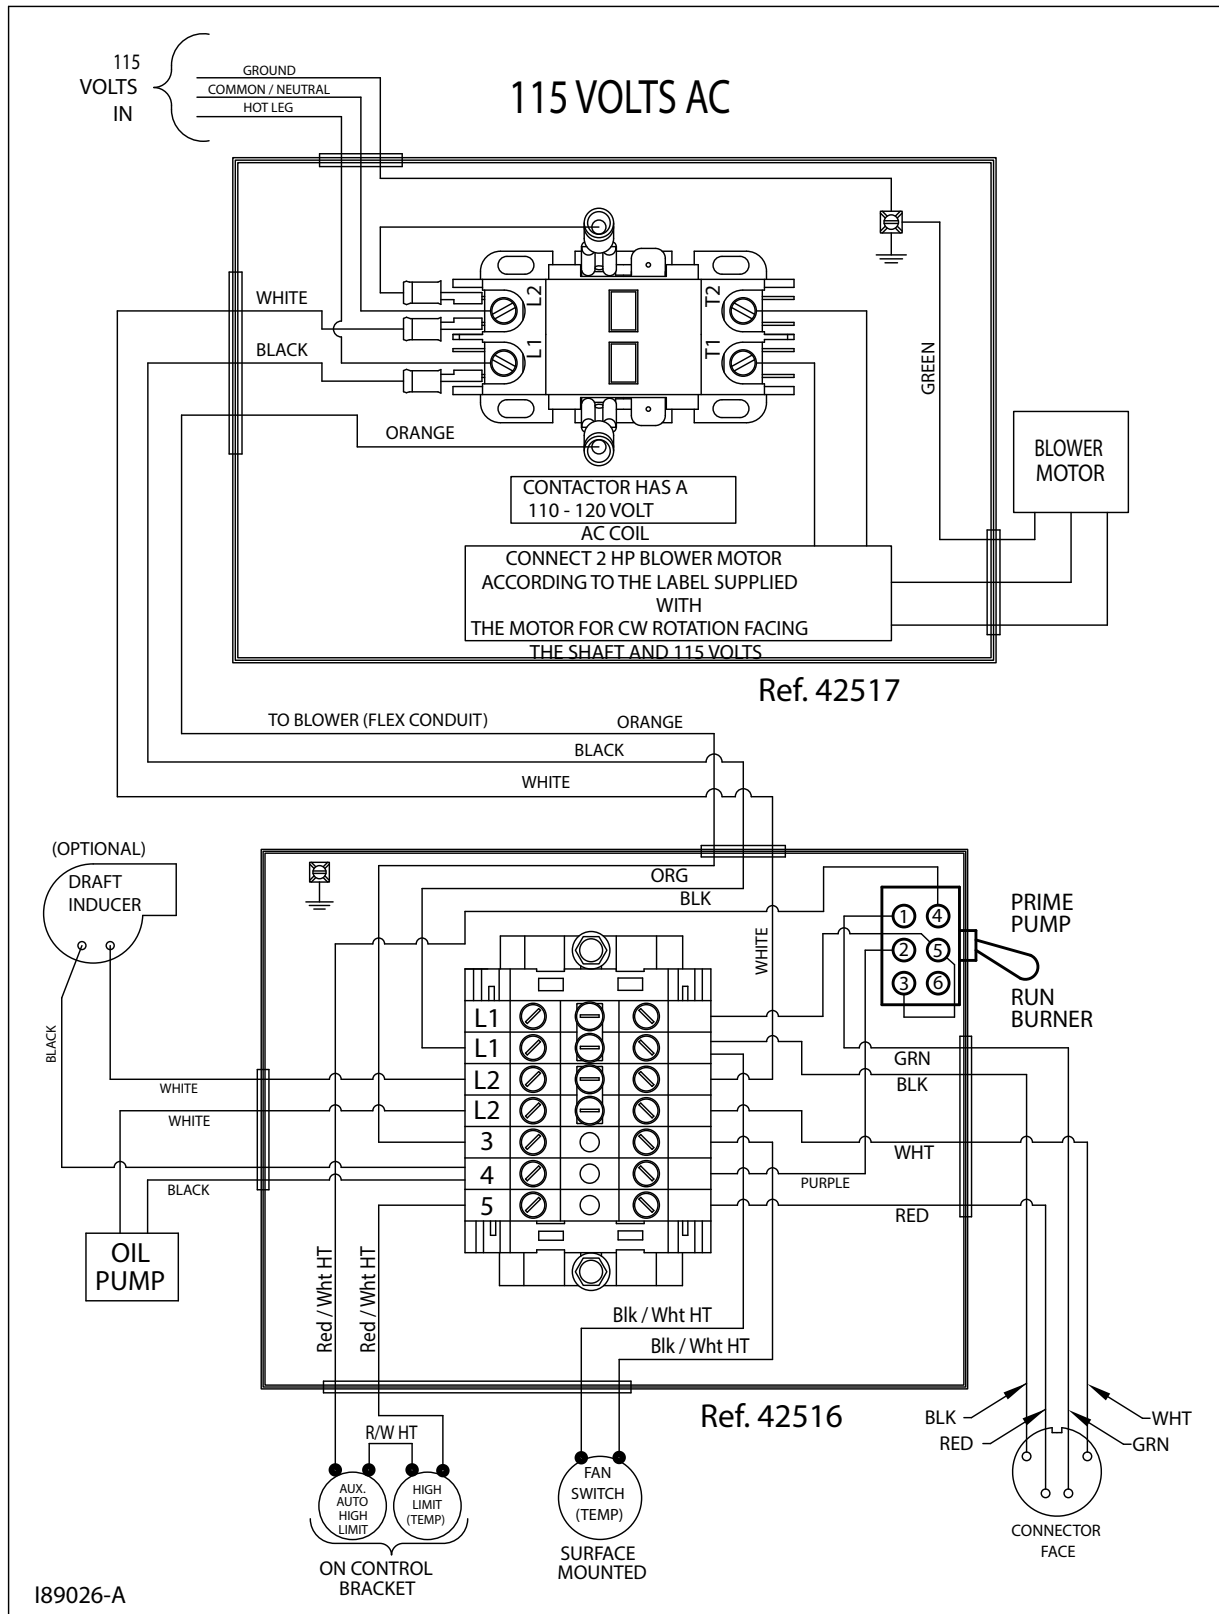 115
VOLTS
IN
GROUND
COMMON / NEUTRAL
HOT LEG
115 VOLTS AC
WHITE
BLACK
ORANGE
L2
L1
T2
T1
GREEN
BLOWER
MOTOR
CONTACTOR HAS A
110 - 120 VOLT
AC COIL
CONNECT 2 HP BLOWER MOTOR
ACCORDING TO THE LABEL SUPPLIED
WITH
THE MOTOR FOR CW ROTATION FACING
THE SHAFT AND 115 VOLTS
Ref. 42517
TO BLOWER (FLEX CONDUIT)
ORANGE
BLACK
WHITE
(OPTIONAL)
DRAFT
INDUCER
ORG
BLK
WHITE
1
4
2
5
3
6
PRIME
PUMP
RUN
BURNER
BLACK
WHITE
WHITE
BLACK
OIL
PUMP
L1
L1
L2
L2
3
4
5
GRN
BLK
WHT
PURPLE
RED
Red / Wht HT
Red / Wht HT
Blk / Wht HT
Blk / Wht HT
Ref. 42516
R/W HT
AUX.
AUTO
HIGH
LIMIT
HIGH
LIMIT
(TEMP)
ON CONTROL
BRACKET
FAN
SWITCH
(TEMP)
SURFACE
MOUNTED
BLK
RED
WHT
GRN
CONNECTOR
FACE
I89026-A